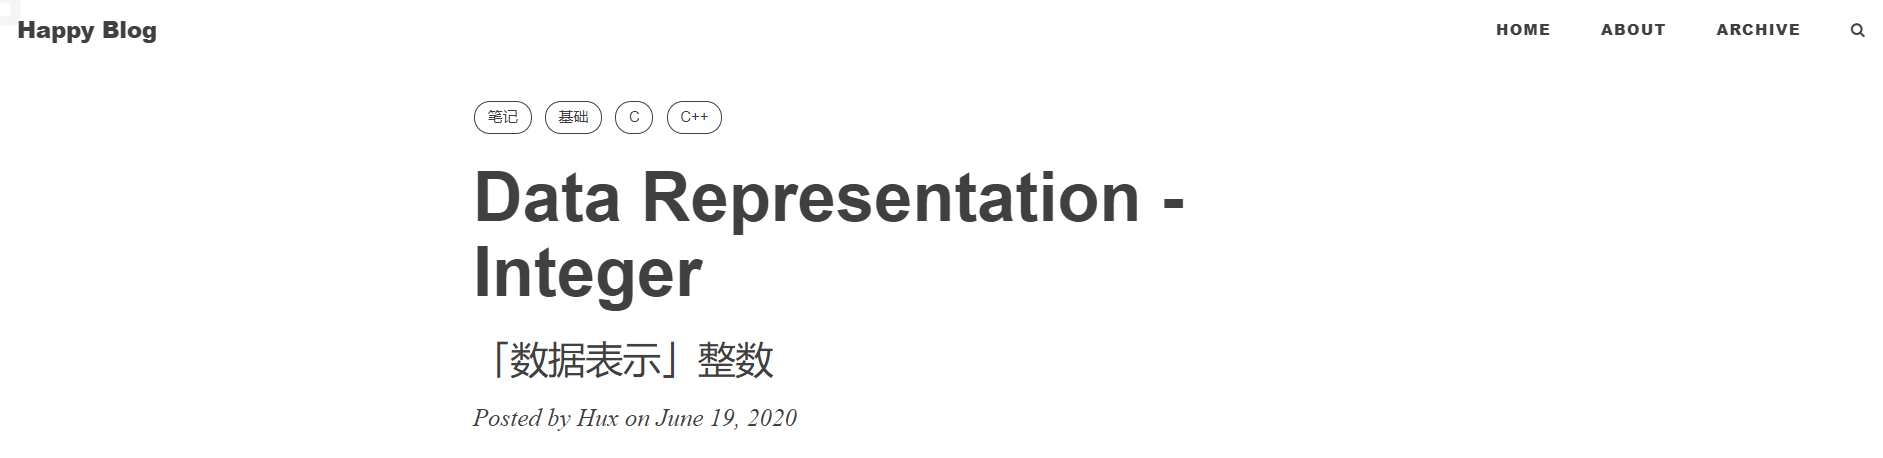 Happy Blog
HOME
ABOUT
ARCHIVE
笔记
基础
C
C++
Data Representation -
Integer
「数据表示」整数
Posted by Hux on June 19, 2020